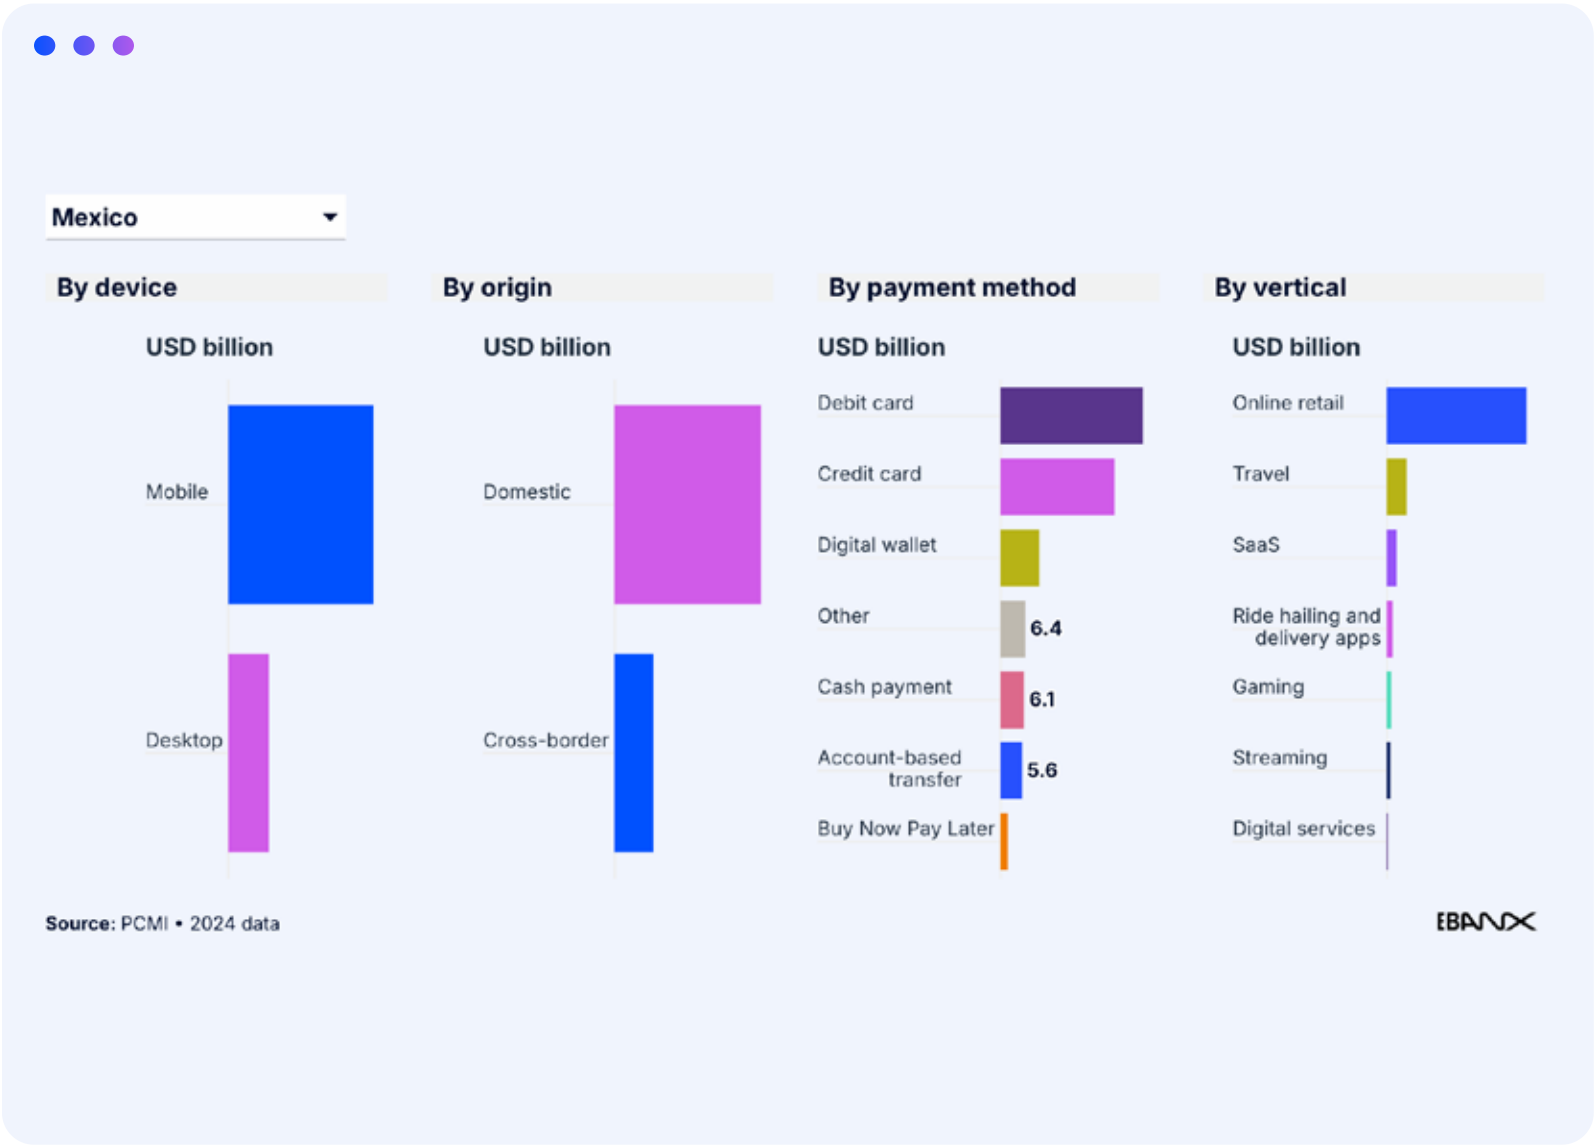 Mexico
By device
USD billion
Mobile
Desktop
By origin
USD billion
Domestic
Cross-border
By payment method
USD billion
Debit card
Credit card
Digital wallet
Other
6.4
Cash payment
6.1
Account-based
transfer
5.6
Buy Now Pay Later
By vertical
USD billion
Online retail
Travel
SaaS
Ride hailing and
delivery apps
Gaming
Streaming
Digital services
Source: PCMI • 2024 data
EBANX